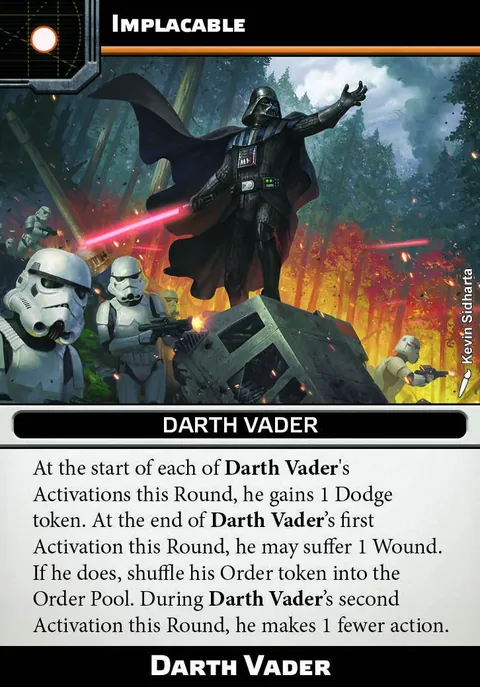 Implacable
Kevin Sidharta
DARTH VADER
At the start of each of Darth Vader's
Activations this Round, he gains 1 Dodge
token. At the end of Darth Vader’s first
Activation this Round, he may suffer 1 Wound.
If he does, shuffle his Order token into the
Order Pool. During Darth Vader’s second
Activation this Round, he makes 1 fewer action.
Darth Vader